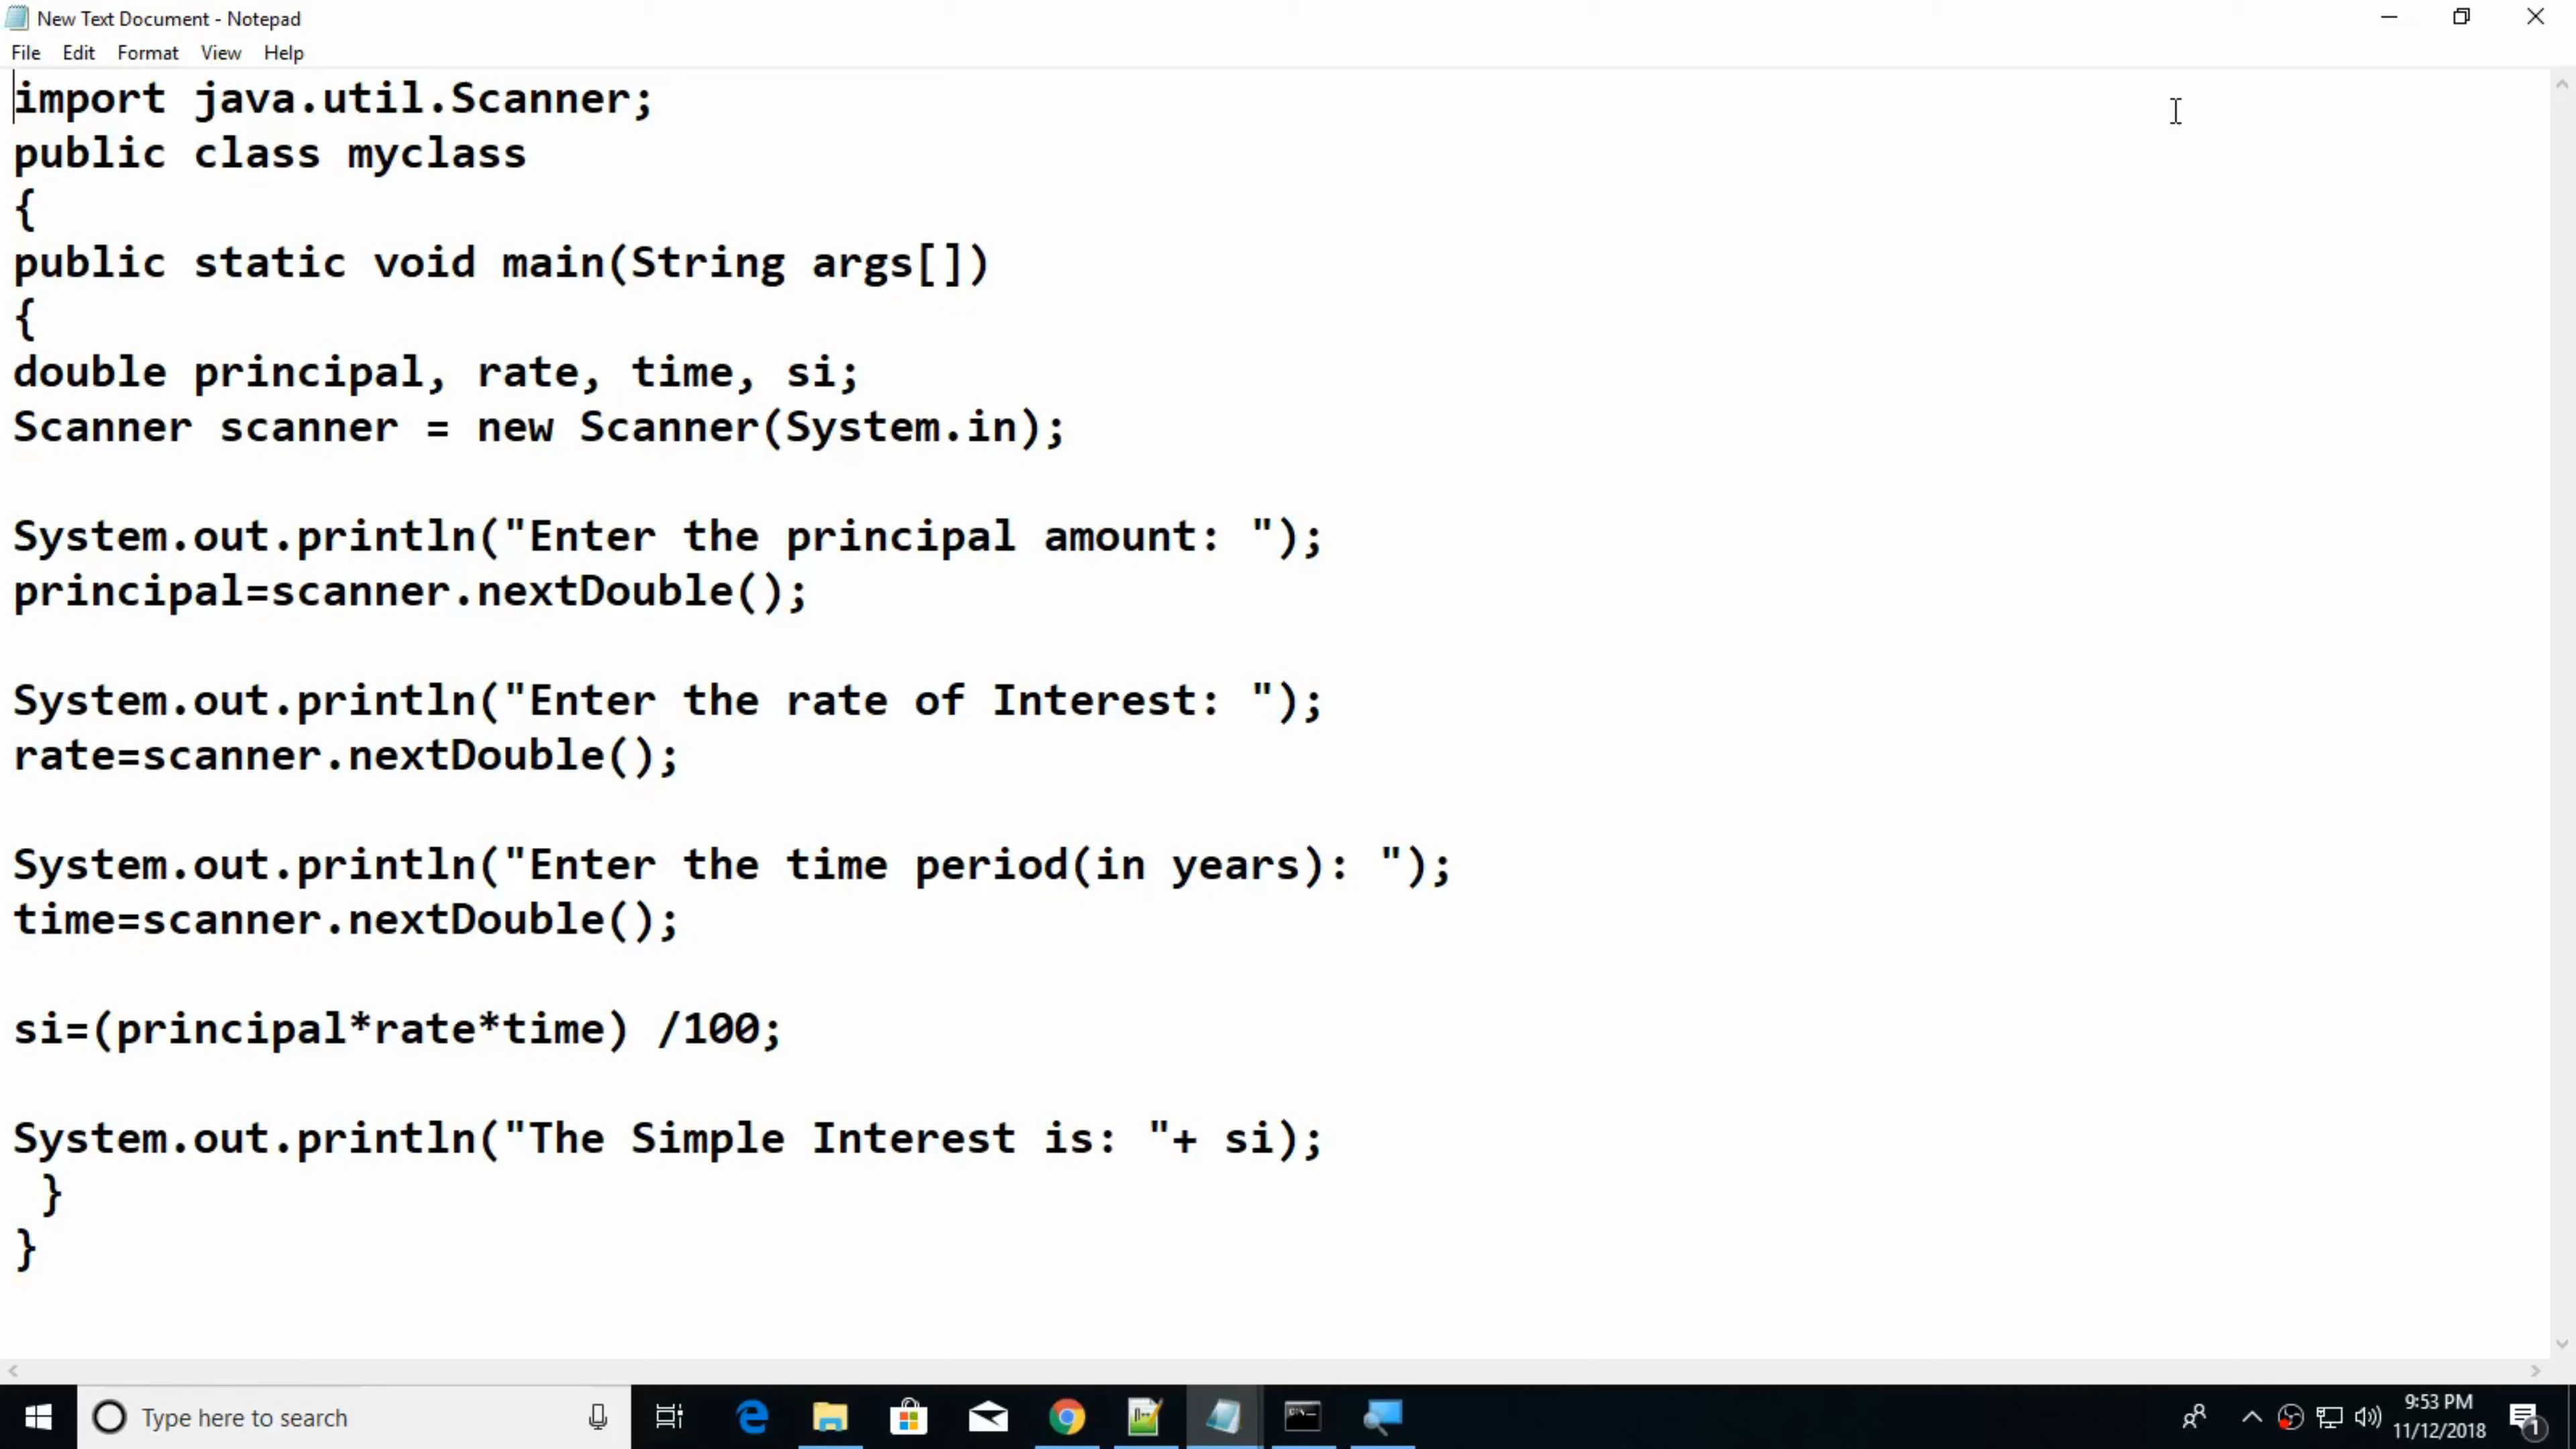 New Text Document - Notepad
File Edit Format View Help
import java.util.Scanner;
public class myclass
{
public static void main(String args[])
{
double principal, rate, time, si;
Scanner scanner = new Scanner(System.in);
System.out.println("Enter the principal amount: ");
principal=scanner.nextDouble();
System.out.println("Enter the rate of Interest: ");
rate=scanner.nextDouble();
System.out.println("Enter the time period(in years): ");
time=scanner.nextDouble();
si=(principal*rate*time) /100;
System.out.println("The Simple Interest is: "+ si);
}
}
Type here to search
9:53 PM
11/12/2018
1